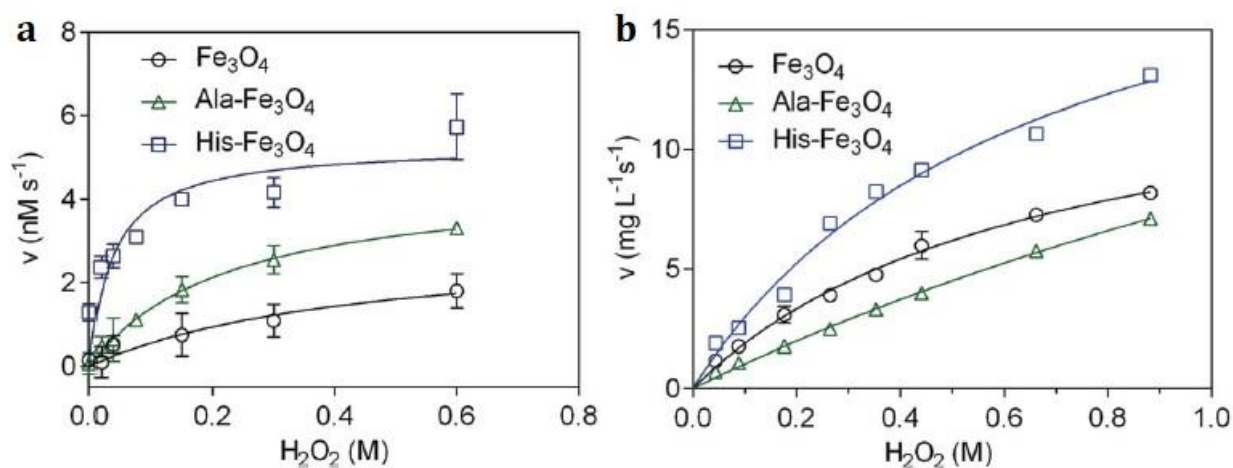 a
8
6
4
2
0
v (nM s⁻¹)
Fe₃O₄
Ala-Fe₃O₄
His-Fe₃O₄
0.0 0.2 0.4 0.6 0.8
H₂O₂ (M)
b
15
10
5
0
v (mg L⁻¹s⁻¹)
Fe₃O₄
Ala-Fe₃O₄
His-Fe₃O₄
0.0 0.2 0.4 0.6 0.8 1.0
H₂O₂ (M)